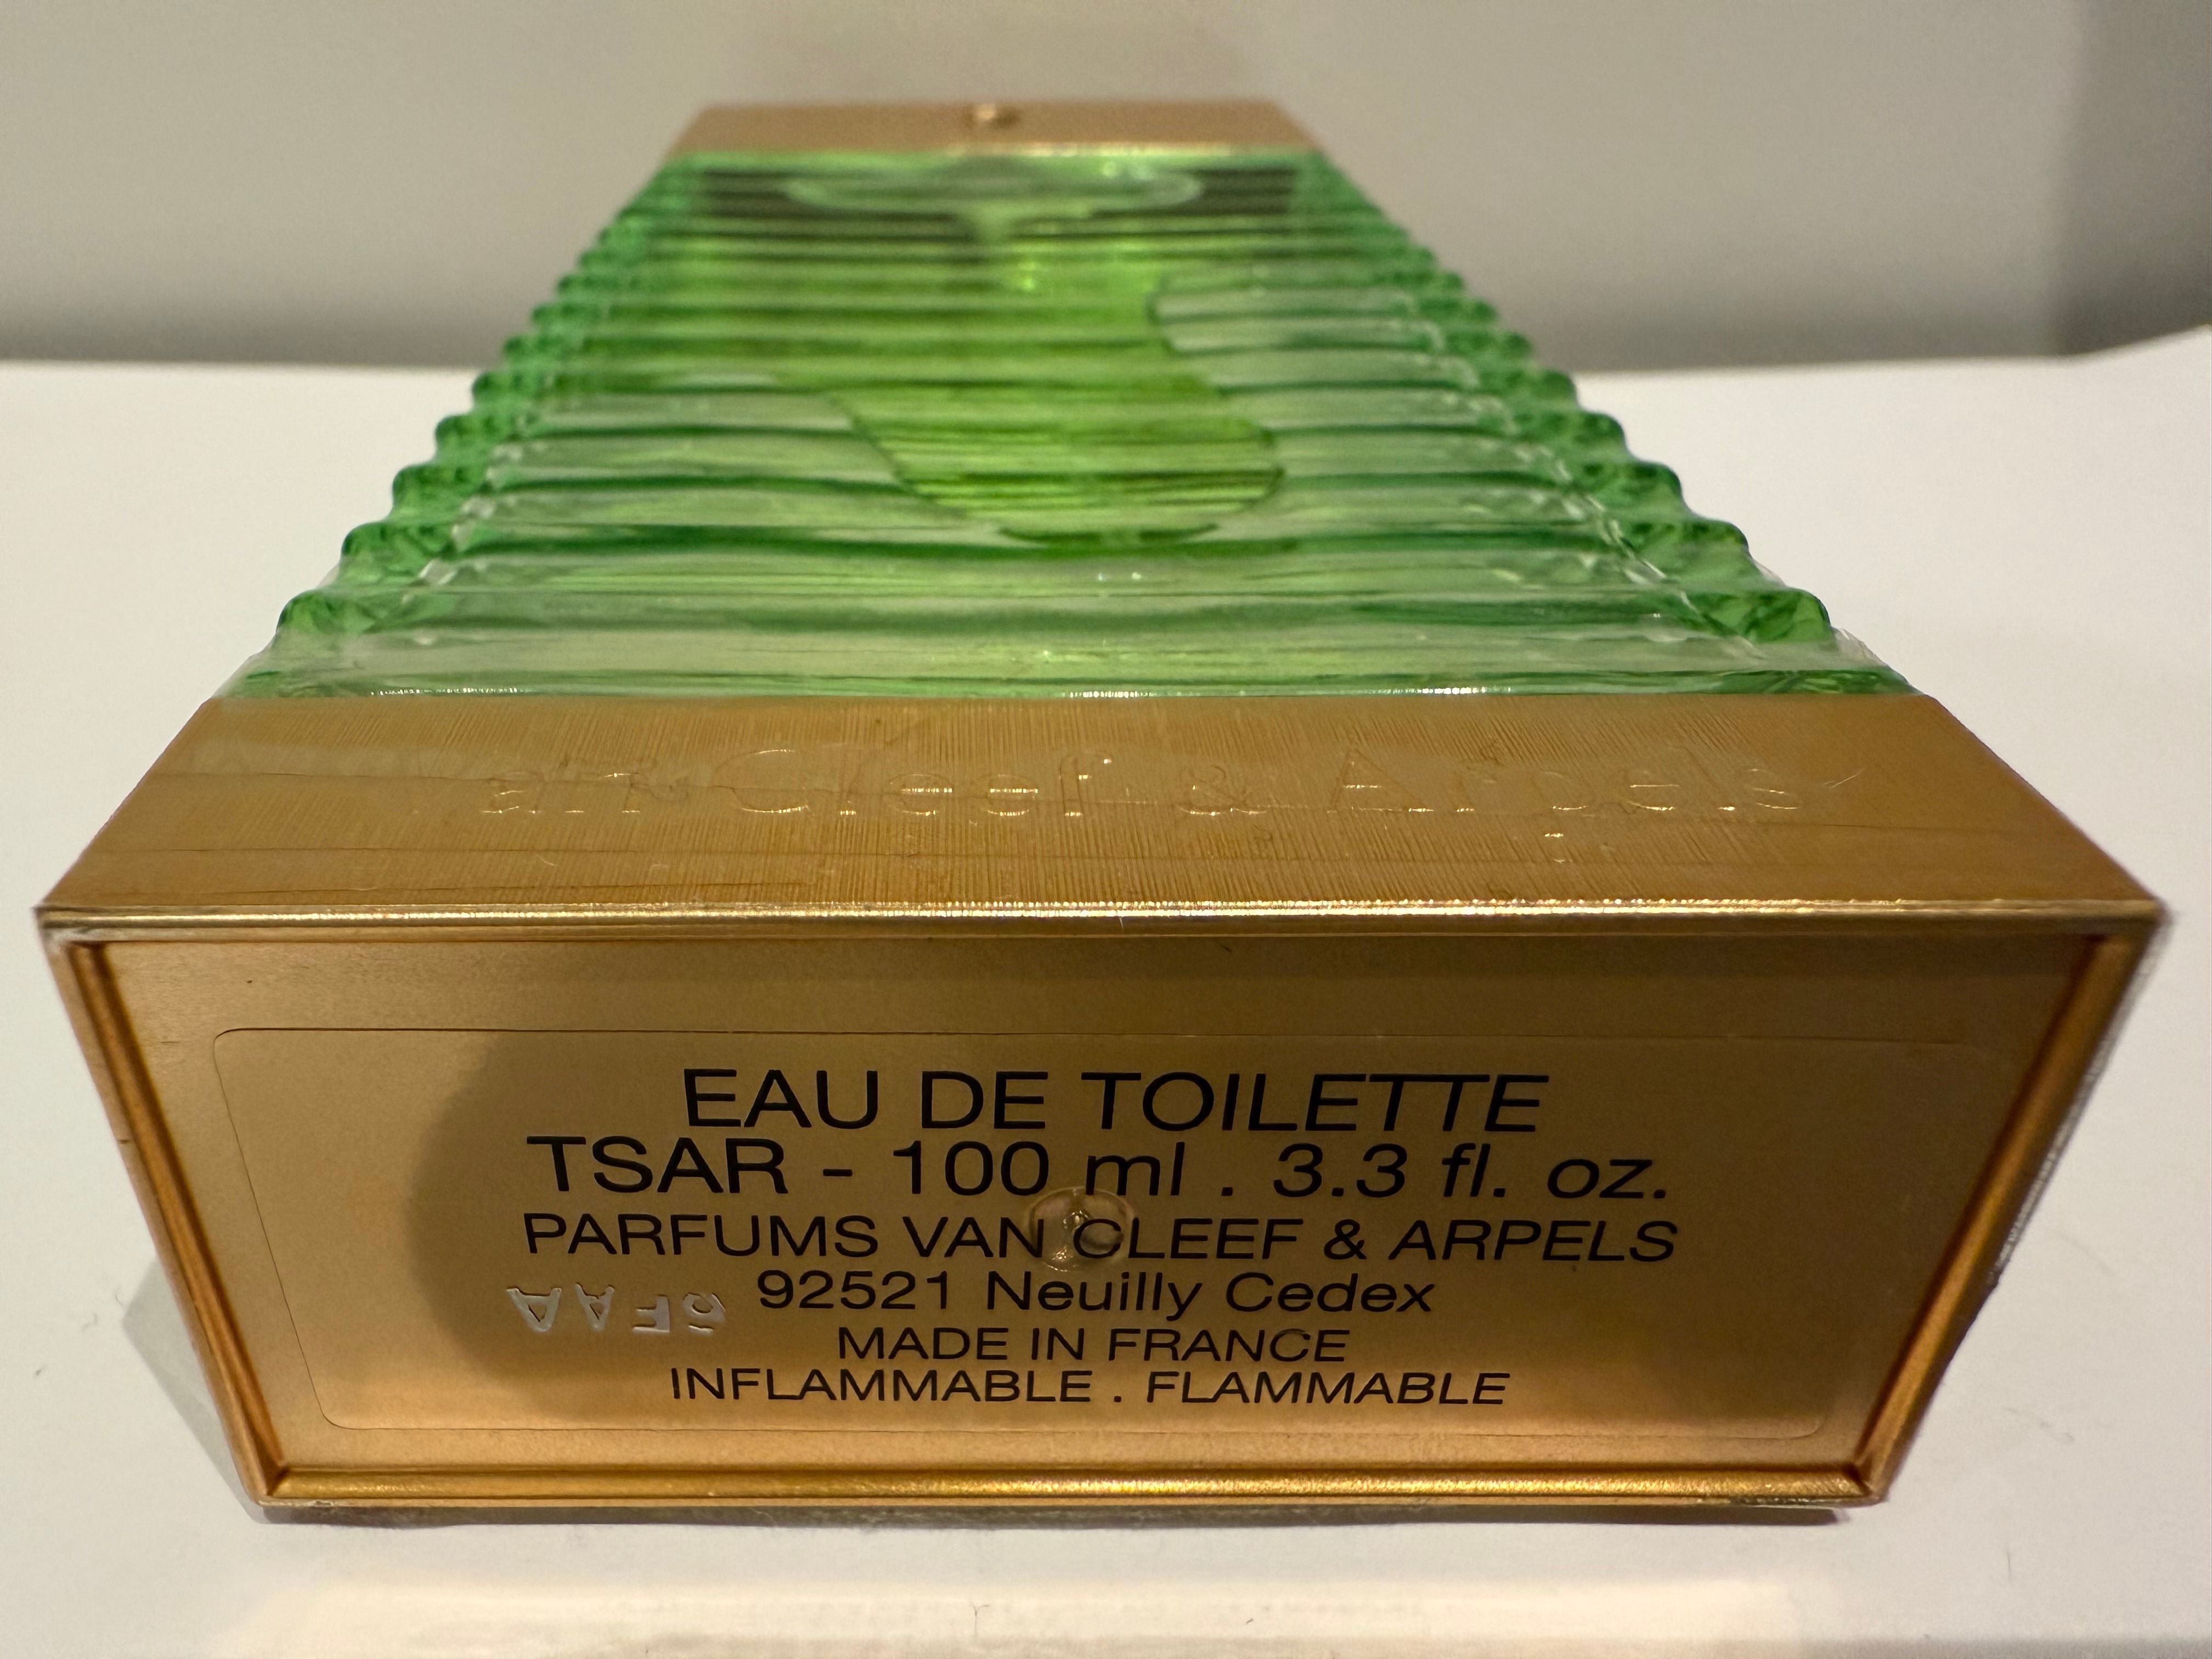 Van Cleef & Arpels
EAU DE TOILETTE
TSAR - 100 ml . 3.3 fl. oz.
PARFUMS VAN CLEEF & ARPELS
6FAA 92521 Neuilly Cedex
MADE IN FRANCE
INFLAMMABLE . FLAMMABLE